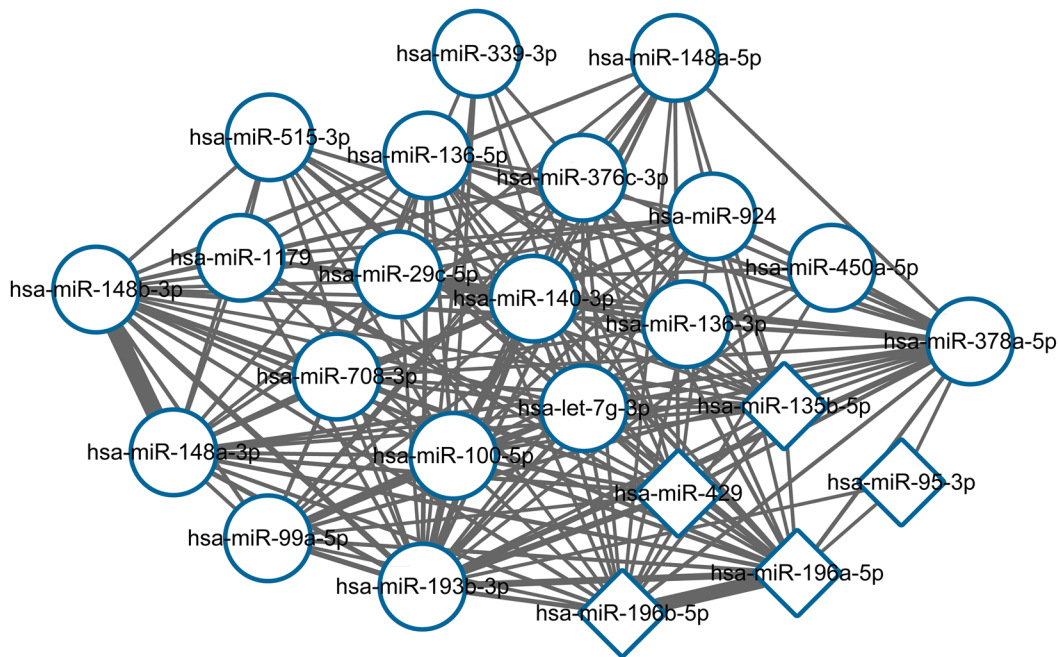 hsa-miR-339-3p
hsa-miR-148a-5p
hsa-miR-515-3p
hsa-miR-136-5p
hsa-miR-376c-3p
hsa-miR-924
hsa-miR-1179
hsa-miR-29c-5p
hsa-miR-450a-5p
hsa-miR-148b-3p
hsa-miR-140-3p
hsa-miR-136-3p
hsa-miR-378a-5p
hsa-miR-708-3p
hsa-let-7g-3p
hsa-miR-135b-5p
hsa-miR-148a-3p
hsa-miR-100-5p
hsa-miR-95-3p
hsa-miR-429
hsa-miR-99a-5p
hsa-miR-196a-5p
hsa-miR-193b-3p
hsa-miR-196b-5p